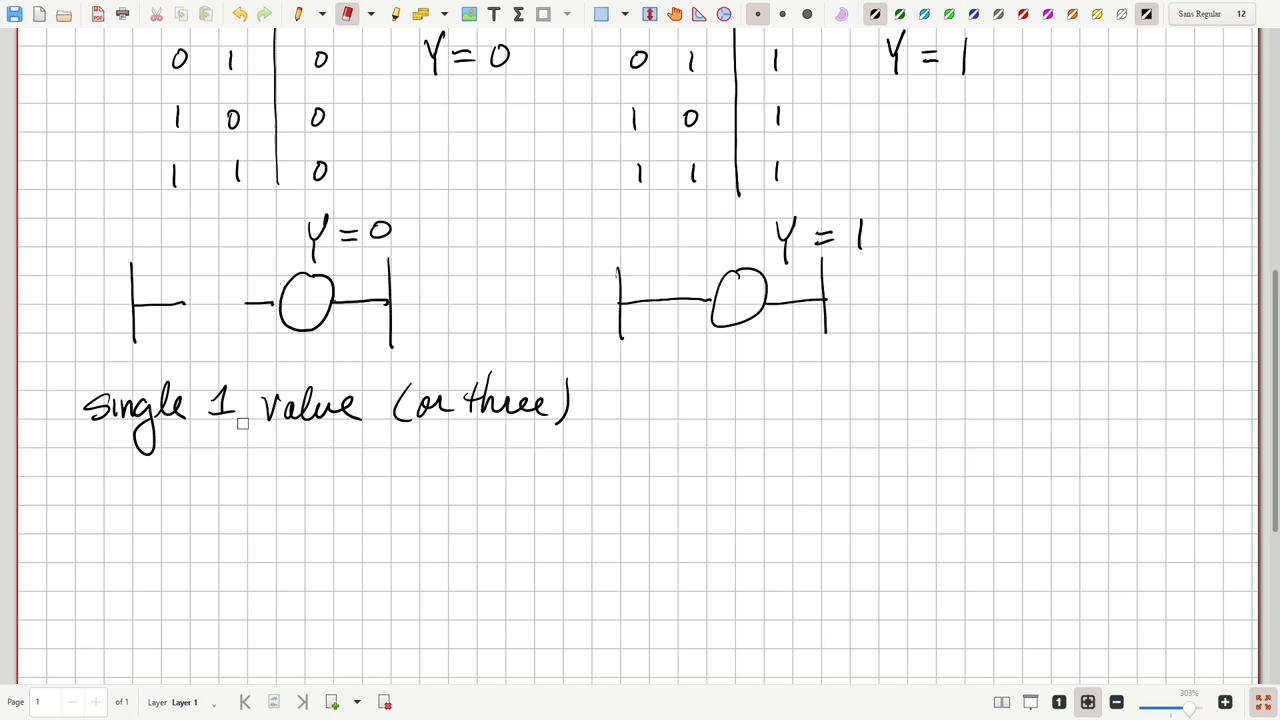 Sans Regular 12
0 1 0 Y = 0 0 1 1 Y = 1
1 0 0 1 0 1
1 1 0 1 1 1
Y = 0 Y = 1
single 1 value (or three)
Page 1 of 1 Layer Layer 1 1 303%